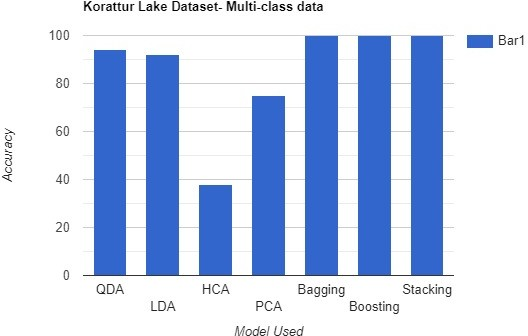 Korattur Lake Dataset- Multi-class data
Bar1
Accuracy
100
80
60
40
20
0
QDA
LDA
HCA
PCA
Bagging
Boosting
Stacking
Model Used